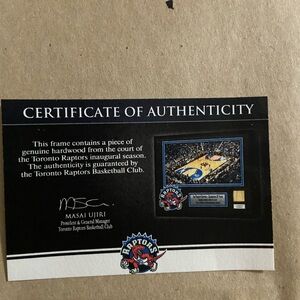 CERTIFICATE OF AUTHENTICITY
This frame contains a piece of
genuine hardwood from the court of
the Toronto Raptors inaugural season.
The authenticity is guaranteed by
the Toronto Raptors Basketball Club.
MASAI UJIRI
President & General Manager
Toronto Raptors Basketball Club
RAPTORS